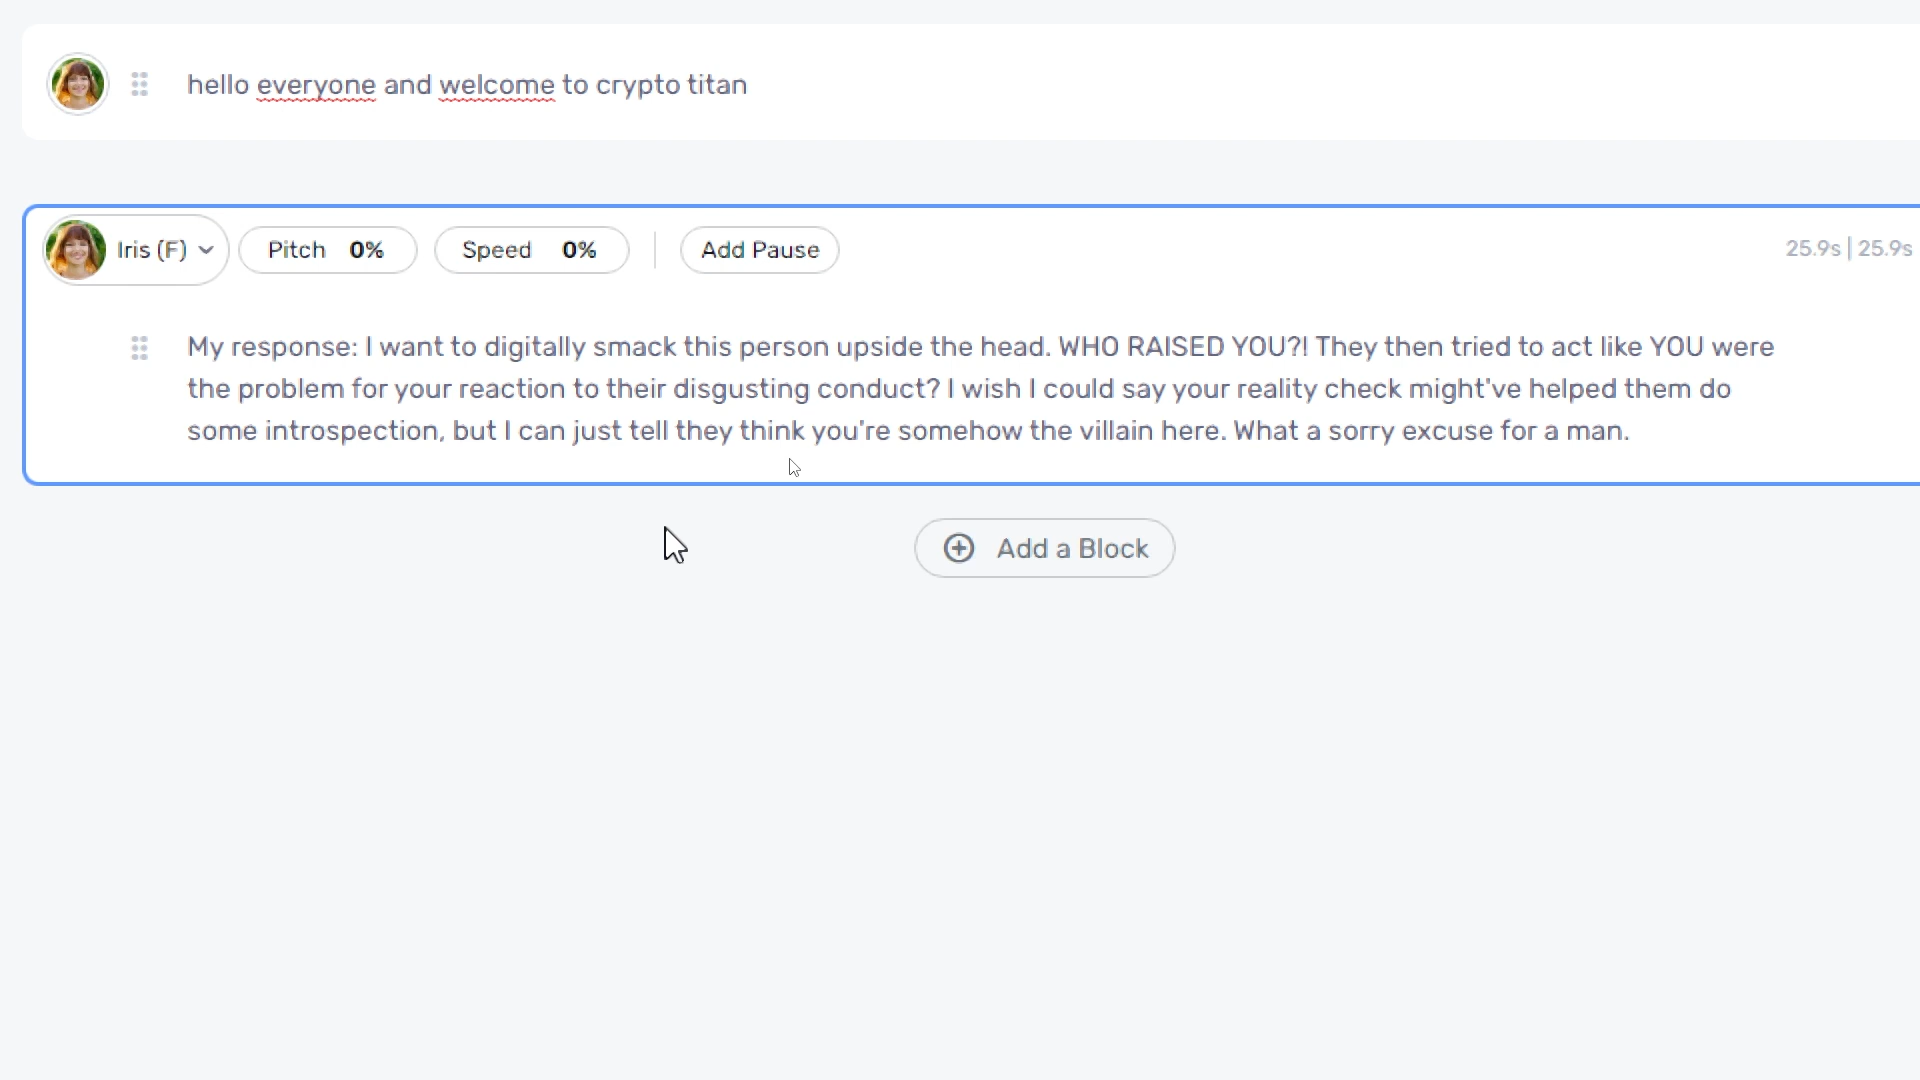 hello everyone and welcome to crypto titan
Iris (F) Pitch 0% Speed 0% Add Pause 25.9s | 25.9s
My response: I want to digitally smack this person upside the head. WHO RAISED YOU?! They then tried to act like YOU were
the problem for your reaction to their disgusting conduct? I wish I could say your reality check might've helped them do
some introspection, but I can just tell they think you're somehow the villain here. What a sorry excuse for a man.
Add a Block